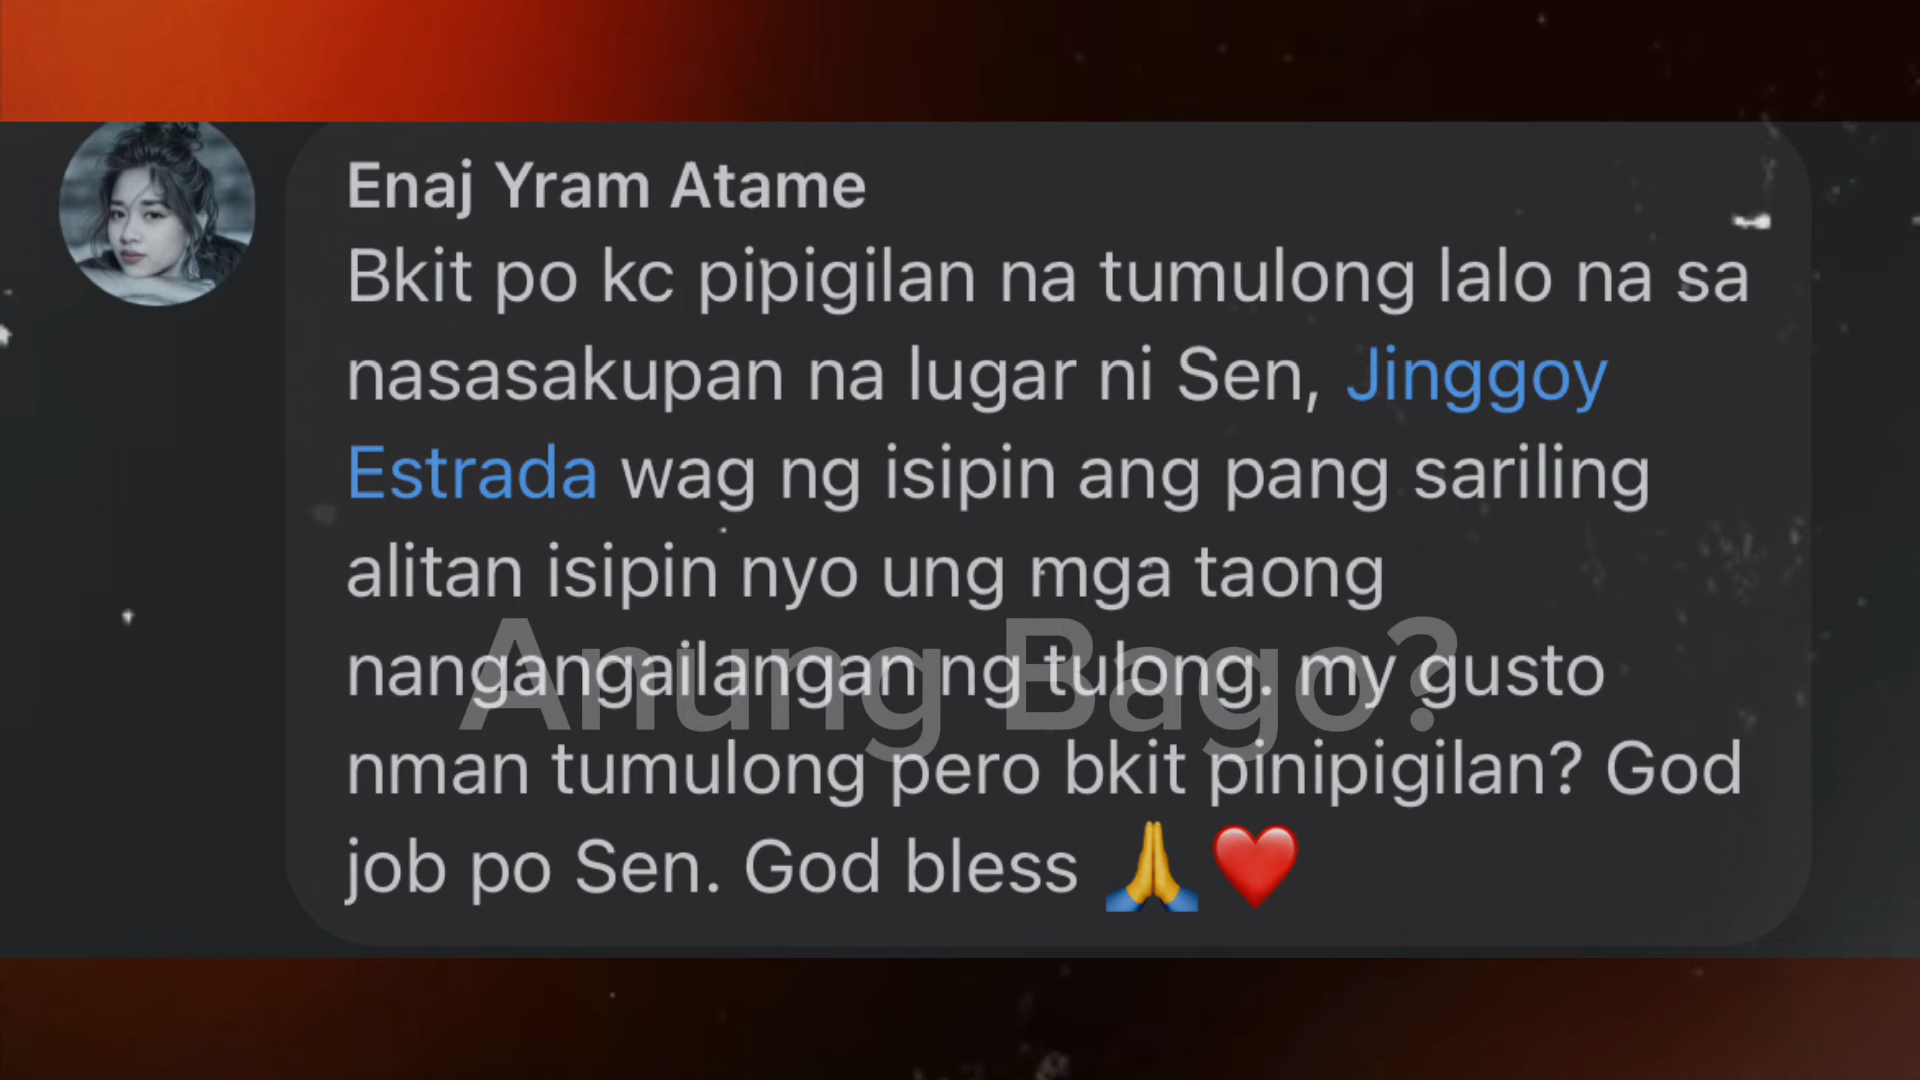 Enaj Yram Atame
Bkit po kc pipigilan na tumulong lalo na sa
nasasakupan na lugar ni Sen, Jinggoy
Estrada wag ng isipin ang pang sariling
alitan isipin nyo ung mga taong
nangangailangan ng tulong. my gusto
nman tumulong pero bkit pinipigilan? God
job po Sen. God bless 🙏❤️
Anung Bago?